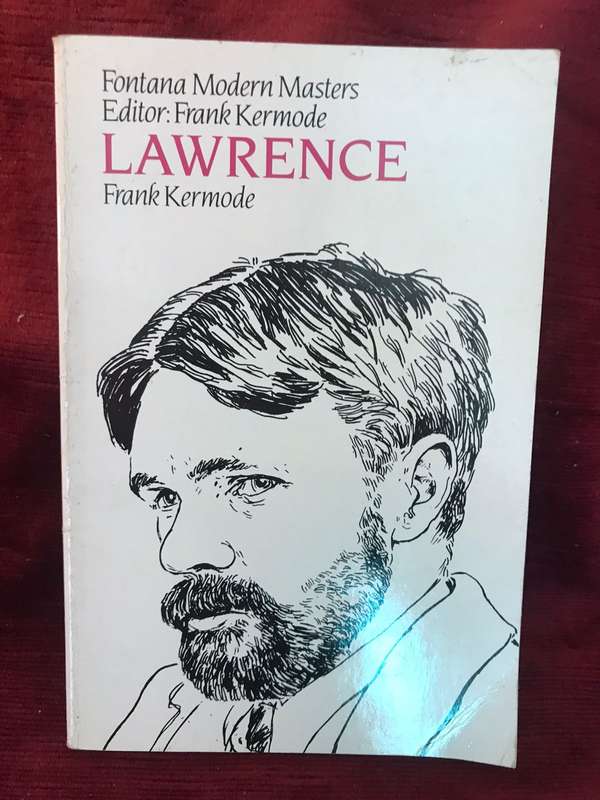 Fontana Modern Masters
Editor: Frank Kermode
LAWRENCE
Frank Kermode